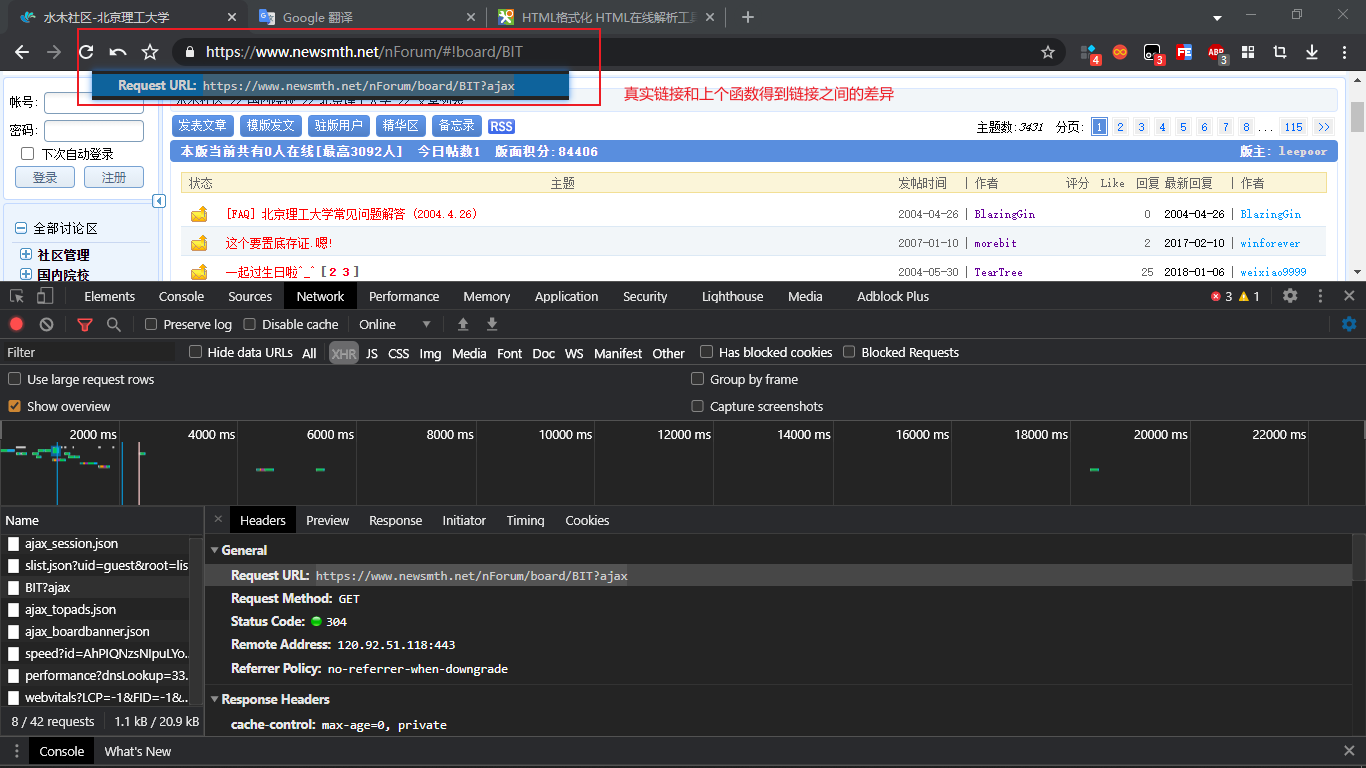 水木社区-北京理工大学
Google 翻译
HTML格式化 HTML在线解析工具
https://www.newsmth.net/nForum/#!board/BIT
Request URL: https://www.newsmth.net/nForum/board/BIT?ajax
真实链接和上个函数得到链接之间的差异
帐号:
密码:
下次自动登录
登录 注册
全部讨论区
社区管理
国内院校
发表文章 模版发文 驻版用户 精华区 备忘录 RSS
主题数:3431 分页: 1 2 3 4 5 6 7 8 ... 115 >>
本版当前共有0人在线[最高3092人] 今日帖数1 版面积分:84406 版主: leepoor
状态 主题 发帖时间 | 作者 评分 Like 回复 最新回复 | 作者
[FAQ] 北京理工大学常见问题解答 (2004.4.26) 2004-04-26 | BlazingGin 0 2004-04-26 | BlazingGin
这个要置底存证.嗯! 2007-01-10 | morebit 2 2017-02-10 | winforever
一起过生日啦^_^ [ 2 3 ] 2004-05-30 | TearTree 25 2018-01-06 | weixiao9999
Elements Console Sources Network Performance Memory Application Security Lighthouse Media Adblock Plus 3 1
Preserve log Disable cache Online
Filter Hide data URLs All XHR JS CSS Img Media Font Doc WS Manifest Other Has blocked cookies Blocked Requests
Use large request rows Group by frame
Show overview Capture screenshots
2000 ms 4000 ms 6000 ms 8000 ms 10000 ms 12000 ms 14000 ms 16000 ms 18000 ms 20000 ms 22000 ms
Name
ajax_session.json
slist.json?uid=guest&root=lis
BIT?ajax
ajax_topads.json
ajax_boardbanner.json
speed?id=AhPIQNzsNIpuLYo...
performance?dnsLookup=33...
webvitals?LCP=-1&FID=-1&...
8 / 42 requests 1.1 kB / 20.9 kB
Headers Preview Response Initiator Timing Cookies
General
Request URL: https://www.newsmth.net/nForum/board/BIT?ajax
Request Method: GET
Status Code: 304
Remote Address: 120.92.51.118:443
Referrer Policy: no-referrer-when-downgrade
Response Headers
cache-control: max-age=0, private
Console What's New